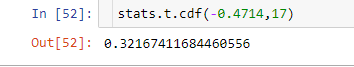 In [52]: stats.t.cdf(-0.4714,17)
Out[52]: 0.32167411684460556